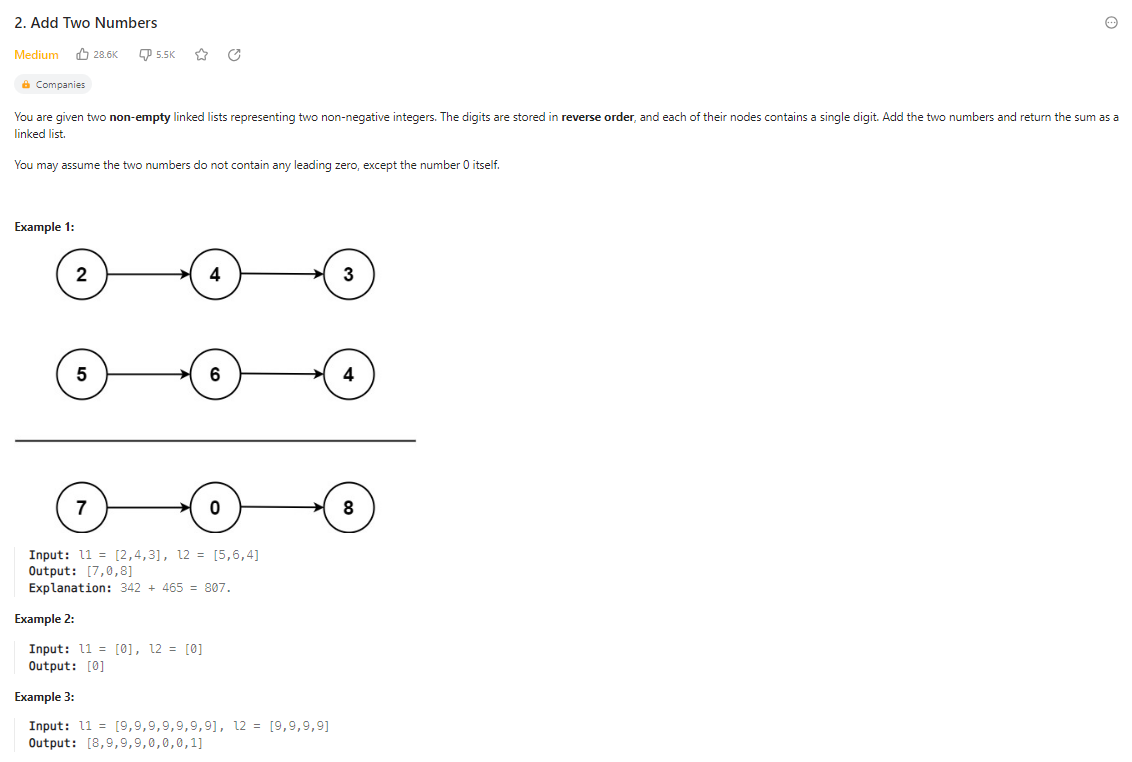 2. Add Two Numbers
Medium 28.6K 5.5K
Companies
You are given two non-empty linked lists representing two non-negative integers. The digits are stored in reverse order, and each of their nodes contains a single digit. Add the two numbers and return the sum as a
linked list.
You may assume the two numbers do not contain any leading zero, except the number 0 itself.
Example 1:
2 4 3
5 6 4
7 0 8
Input: l1 = [2,4,3], l2 = [5,6,4]
Output: [7,0,8]
Explanation: 342 + 465 = 807.
Example 2:
Input: l1 = [0], l2 = [0]
Output: [0]
Example 3:
Input: l1 = [9,9,9,9,9,9,9], l2 = [9,9,9,9]
Output: [8,9,9,9,0,0,0,1]